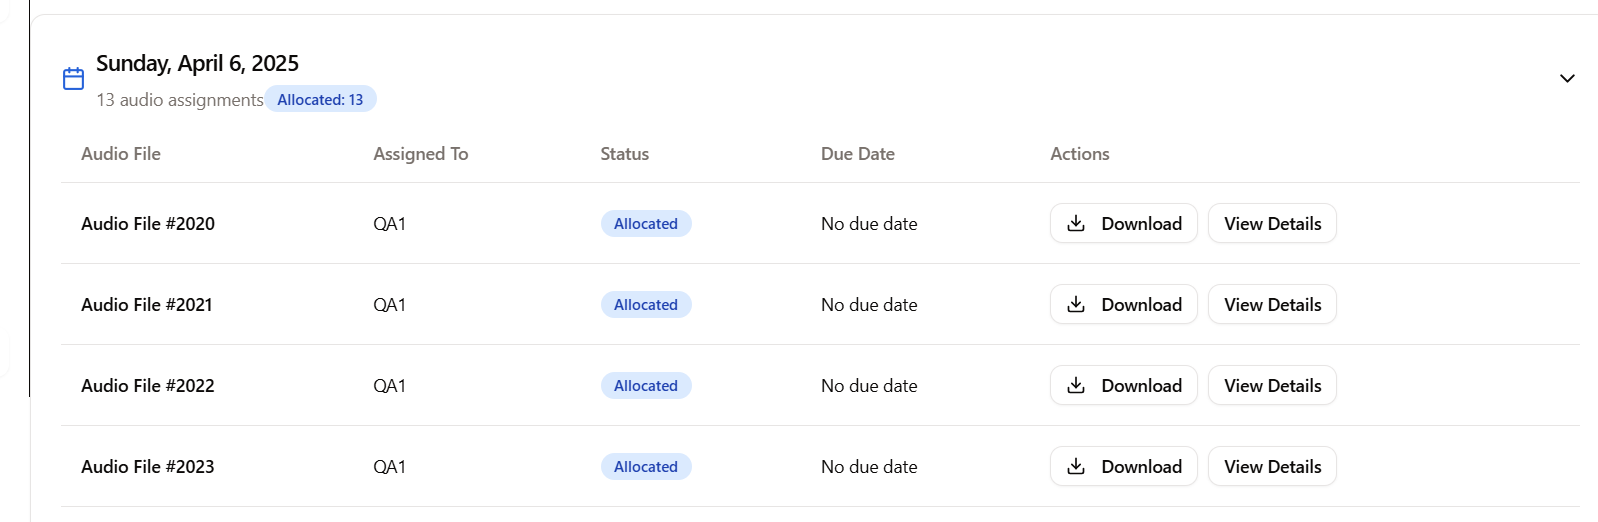 Sunday, April 6, 2025
13 audio assignments Allocated: 13
Audio File Assigned To Status Due Date Actions
Audio File #2020 QA1 Allocated No due date Download View Details
Audio File #2021 QA1 Allocated No due date Download View Details
Audio File #2022 QA1 Allocated No due date Download View Details
Audio File #2023 QA1 Allocated No due date Download View Details